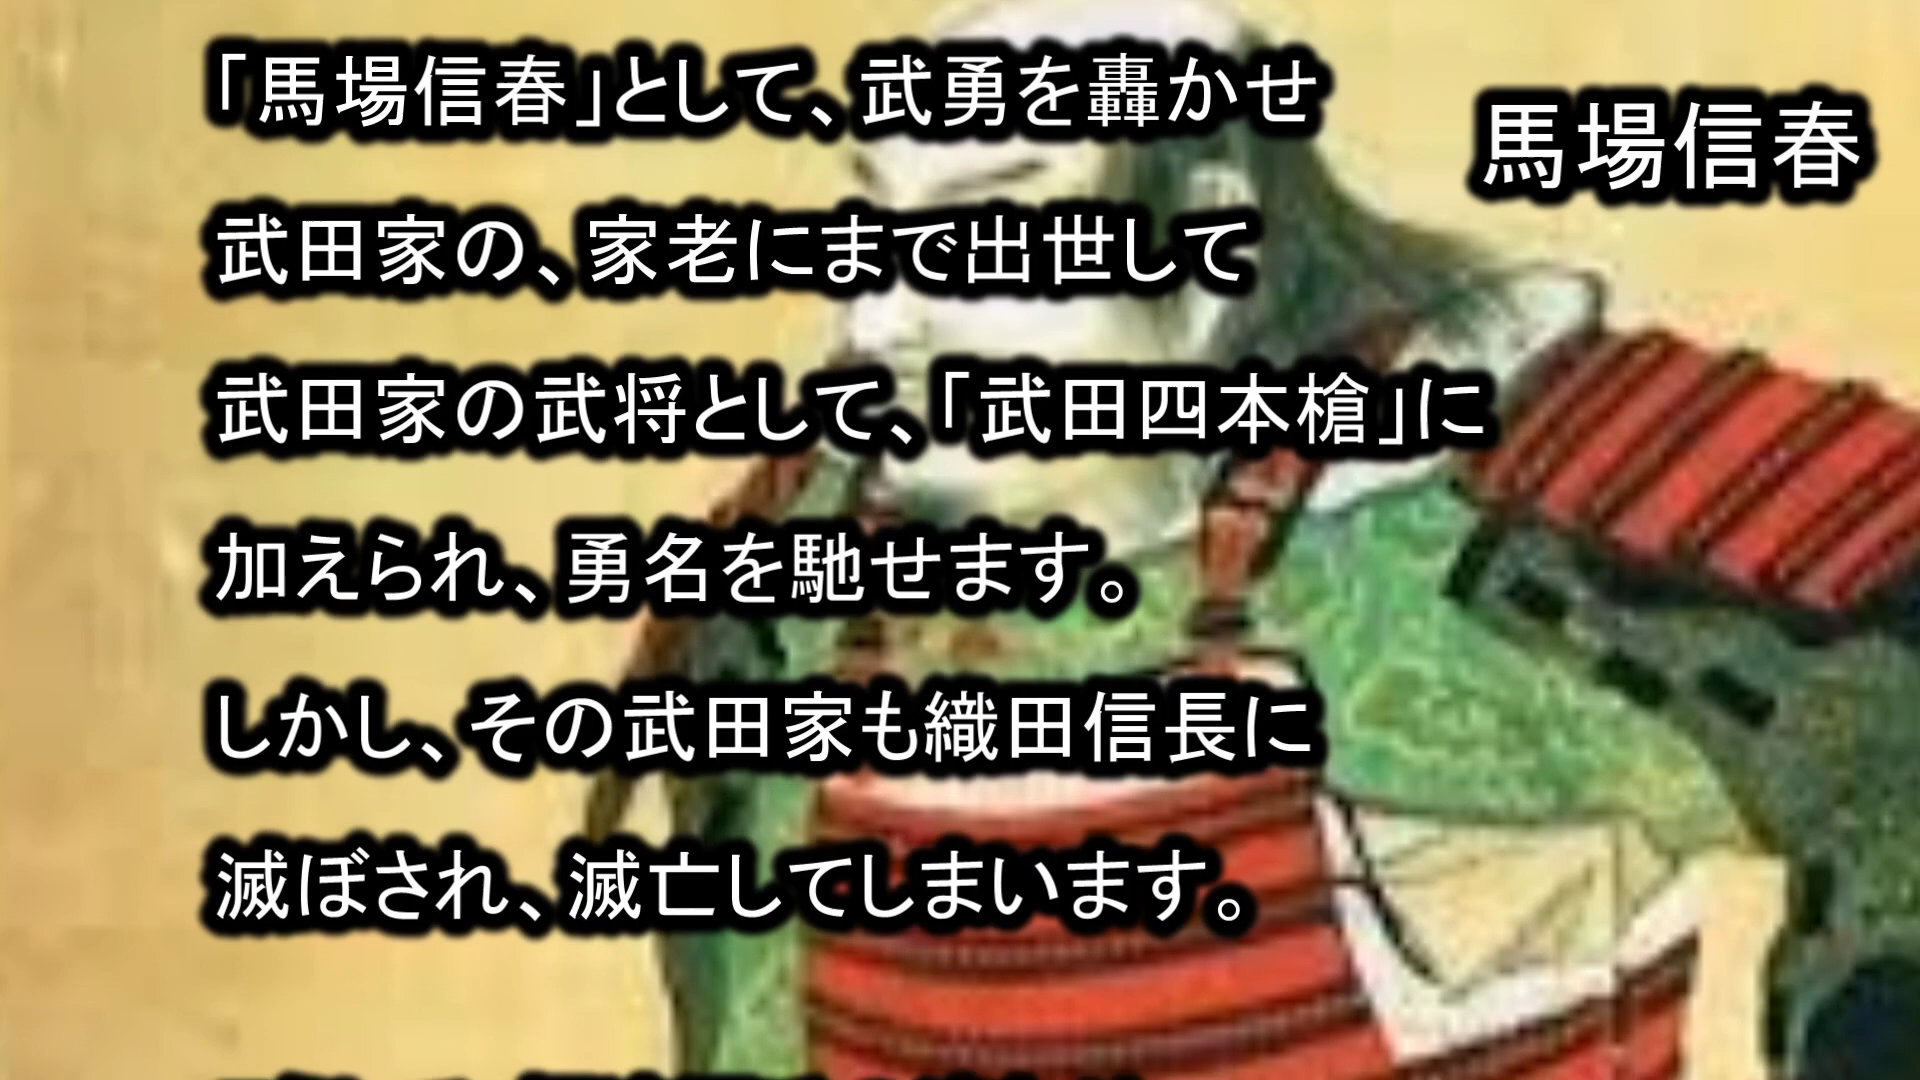 「馬場信春」として、武勇を轟かせ
馬場信春
武田家の、家老にまで出世して
武田家の武将として、「武田四本槍」に
加えられ、勇名を馳せます。
しかし、その武田家も織田信長に
滅ぼされ、滅亡してしまいます。